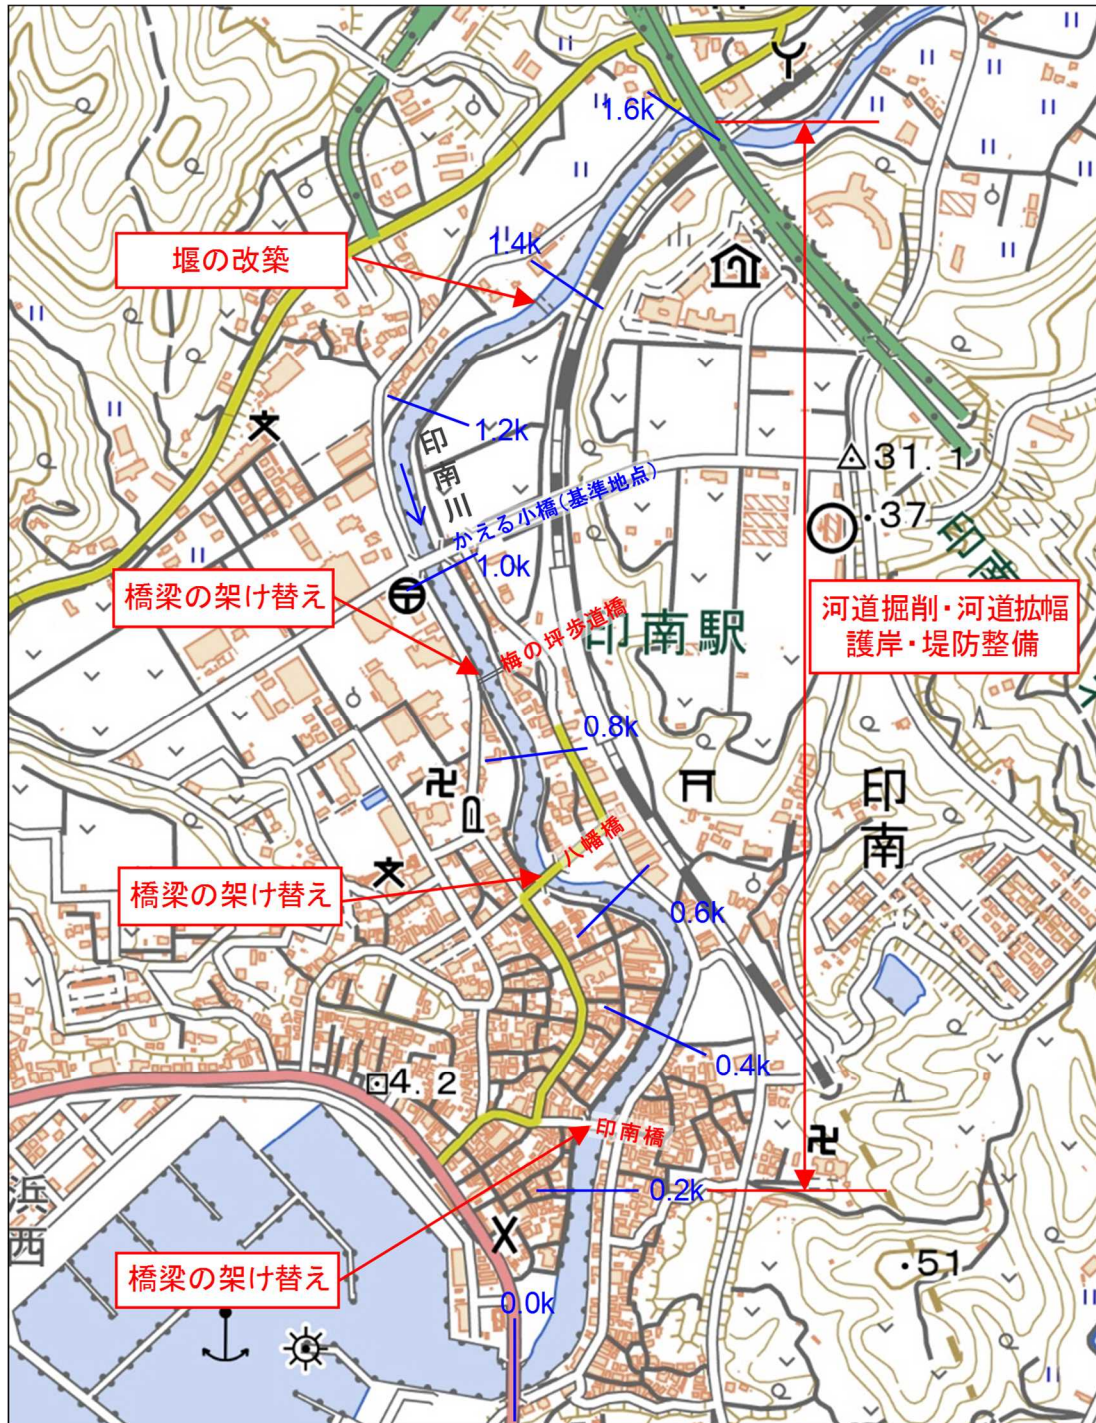 1.6k
堰の改築
1.4k
1.2k
印南川
31.1
・37
かえる小橋(基準地点)
1.0k
橋梁の架け替え
梅の坪歩道橋
印南駅
印南
河道掘削・河道拡幅
護岸・堤防整備
0.8k
印南
八幡橋
橋梁の架け替え
0.6k
0.4k
4.2
印南橋
0.2k
浜西
・51
橋梁の架け替え
0.0k